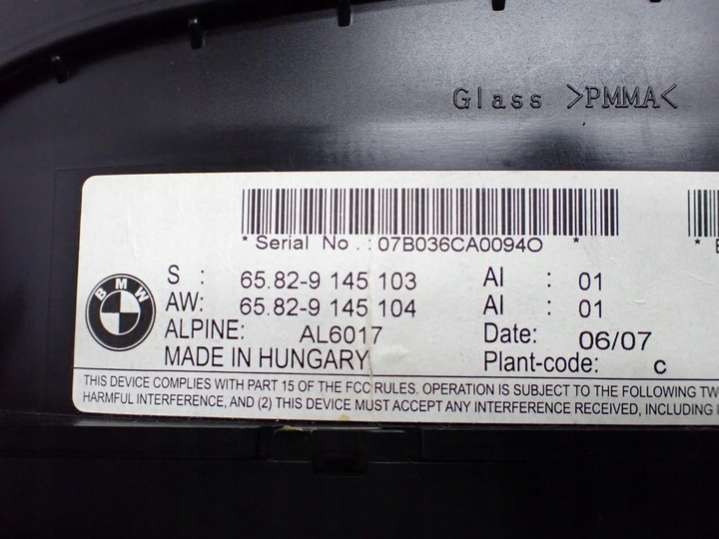 Glass >PMMA<
* Serial No. : 07B036CA0094O *
S : 65.82-9 145 103 AI : 01
AW: 65.82-9 145 104 AI : 01
ALPINE: AL6017 Date: 06/07
MADE IN HUNGARY Plant-code: c
BMW
THIS DEVICE COMPLIES WITH PART 15 OF THE FCC RULES. OPERATION IS SUBJECT TO THE FOLLOWING TW
HARMFUL INTERFERENCE, AND (2) THIS DEVICE MUST ACCEPT ANY INTERFERENCE RECEIVED, INCLUDING